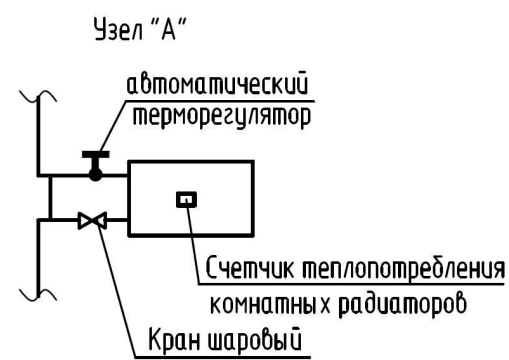 Узел "А"
автоматический
терморегулятор
Счетчик теплопотребления
комнатных радиаторов
Кран шаровый